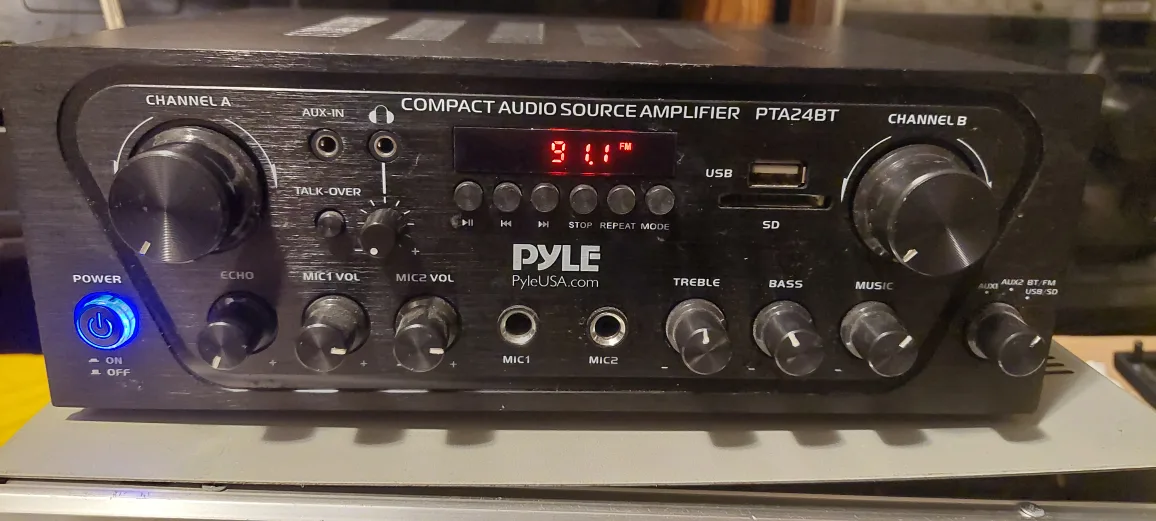 CHANNEL A
AUX-IN
COMPACT AUDIO SOURCE AMPLIFIER PTA24BT
CHANNEL B
91.1 FM
USB
SD
TALK-OVER
STOP REPEAT MODE
- +
PYLE
PyleUSA.com
POWER
ON
OFF
ECHO
MIC1 VOL
MIC2 VOL
MIC1
MIC2
TREBLE
BASS
MUSIC
AUX1 AUX2 BT/FM
USB/SD